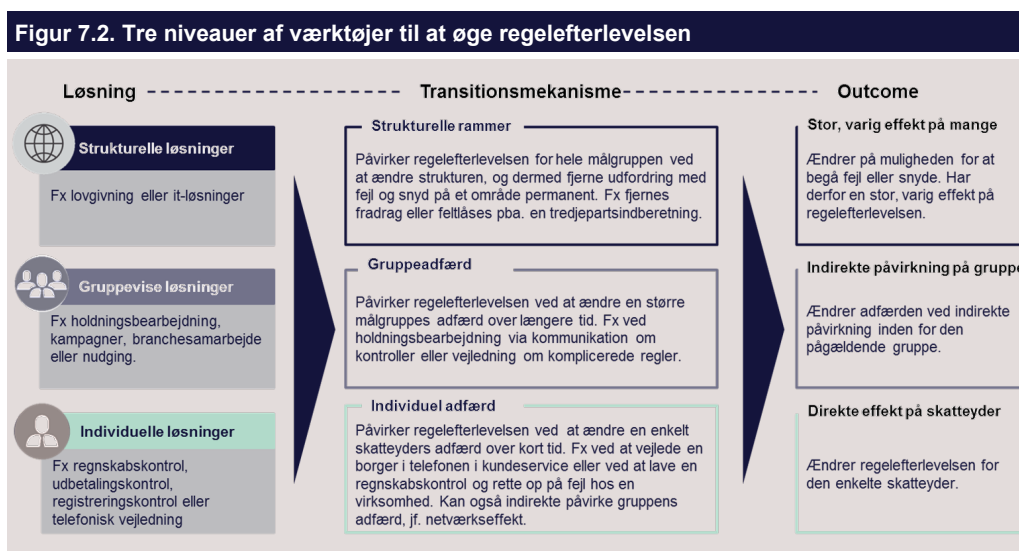 Figur 7.2. Tre niveauer af værktøjer til at øge regelefterlevelsen
Løsning
Transitionsmekanisme
Outcome
Strukturelle løsninger
Fx lovgivning eller it-løsninger
Strukturelle rammer
Påvirker regelefterlevelsen for hele målgruppen ved
at ændre strukturen, og dermed fjerne udfordring med
fejl og snyd på et område permanent. Fx fjernes
fradrag eller feltlåses pba. en tredjepartsindberetning.
Stor, varig effekt på mange
Ændrer på muligheden for at
begå fejl eller snyde. Har
derfor en stor, varig effekt på
regelefterlevelsen.
Gruppevise løsninger
Fx holdningsbearbejdning,
kampagner, branchesamarbejde
eller nudging.
Gruppeadfærd
Påvirker regelefterlevelsen ved at ændre en større
målgruppes adfærd over længere tid. Fx ved
holdningsbearbejdning via kommunikation om
kontroller eller vejledning om komplicerede regler.
Indirekte påvirkning på gruppe
Ændrer adfærden ved indirekte
påvirkning inden for den
pågældende gruppe.
Individuelle løsninger
Fx regnskabskontrol,
udbetalingskontrol,
registreringskontrol eller
telefonisk vejledning
Individuel adfærd
Påvirker regelefterlevelsen ved at ændre en enkelt
skatteyders adfærd over kort tid. Fx ved at vejlede en
borger i telefonen i kundeservice eller ved at lave en
regnskabskontrol og rette op på fejl hos en
virksomhed. Kan også indirekte påvirke gruppens
adfærd, jf. netværkseffekt.
Direkte effekt på skatteyder
Ændrer regelefterlevelsen for
den enkelte skatteyder.